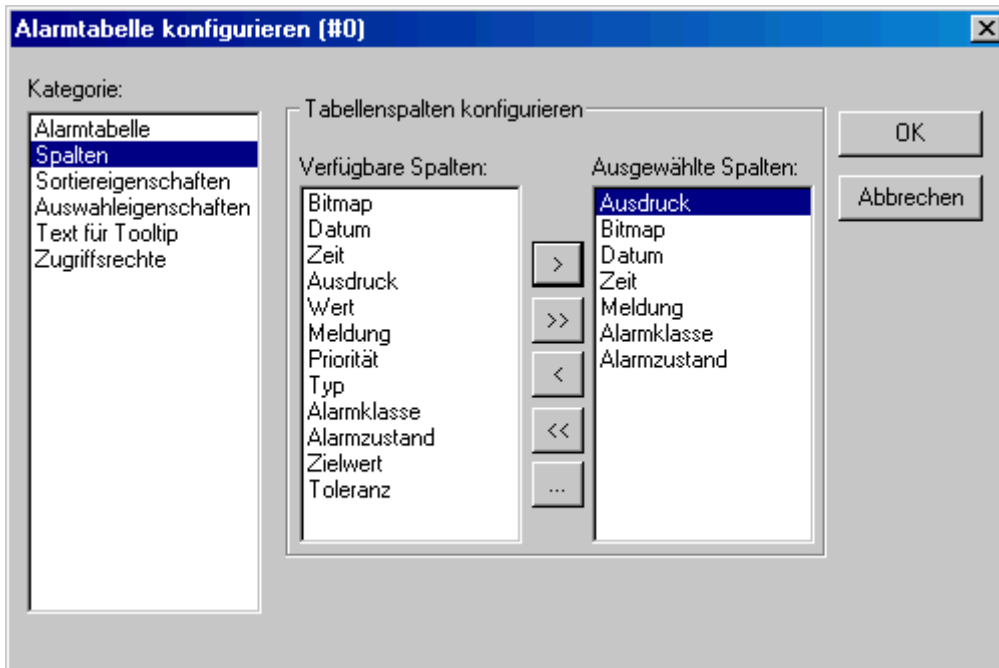 Alarmtabelle konfigurieren (#0)
Kategorie:
Alarmtabelle
Spalten
Sortiereigenschaften
Auswahleigenschaften
Text für Tooltip
Zugriffsrechte
Tabellenspalten konfigurieren
Verfügbare Spalten:
Bitmap
Datum
Zeit
Ausdruck
Wert
Meldung
Priorität
Typ
Alarmklasse
Alarmzustand
Zielwert
Toleranz
>
>>
<
<<
...
Ausgewählte Spalten:
Ausdruck
Bitmap
Datum
Zeit
Meldung
Alarmklasse
Alarmzustand
OK
Abbrechen